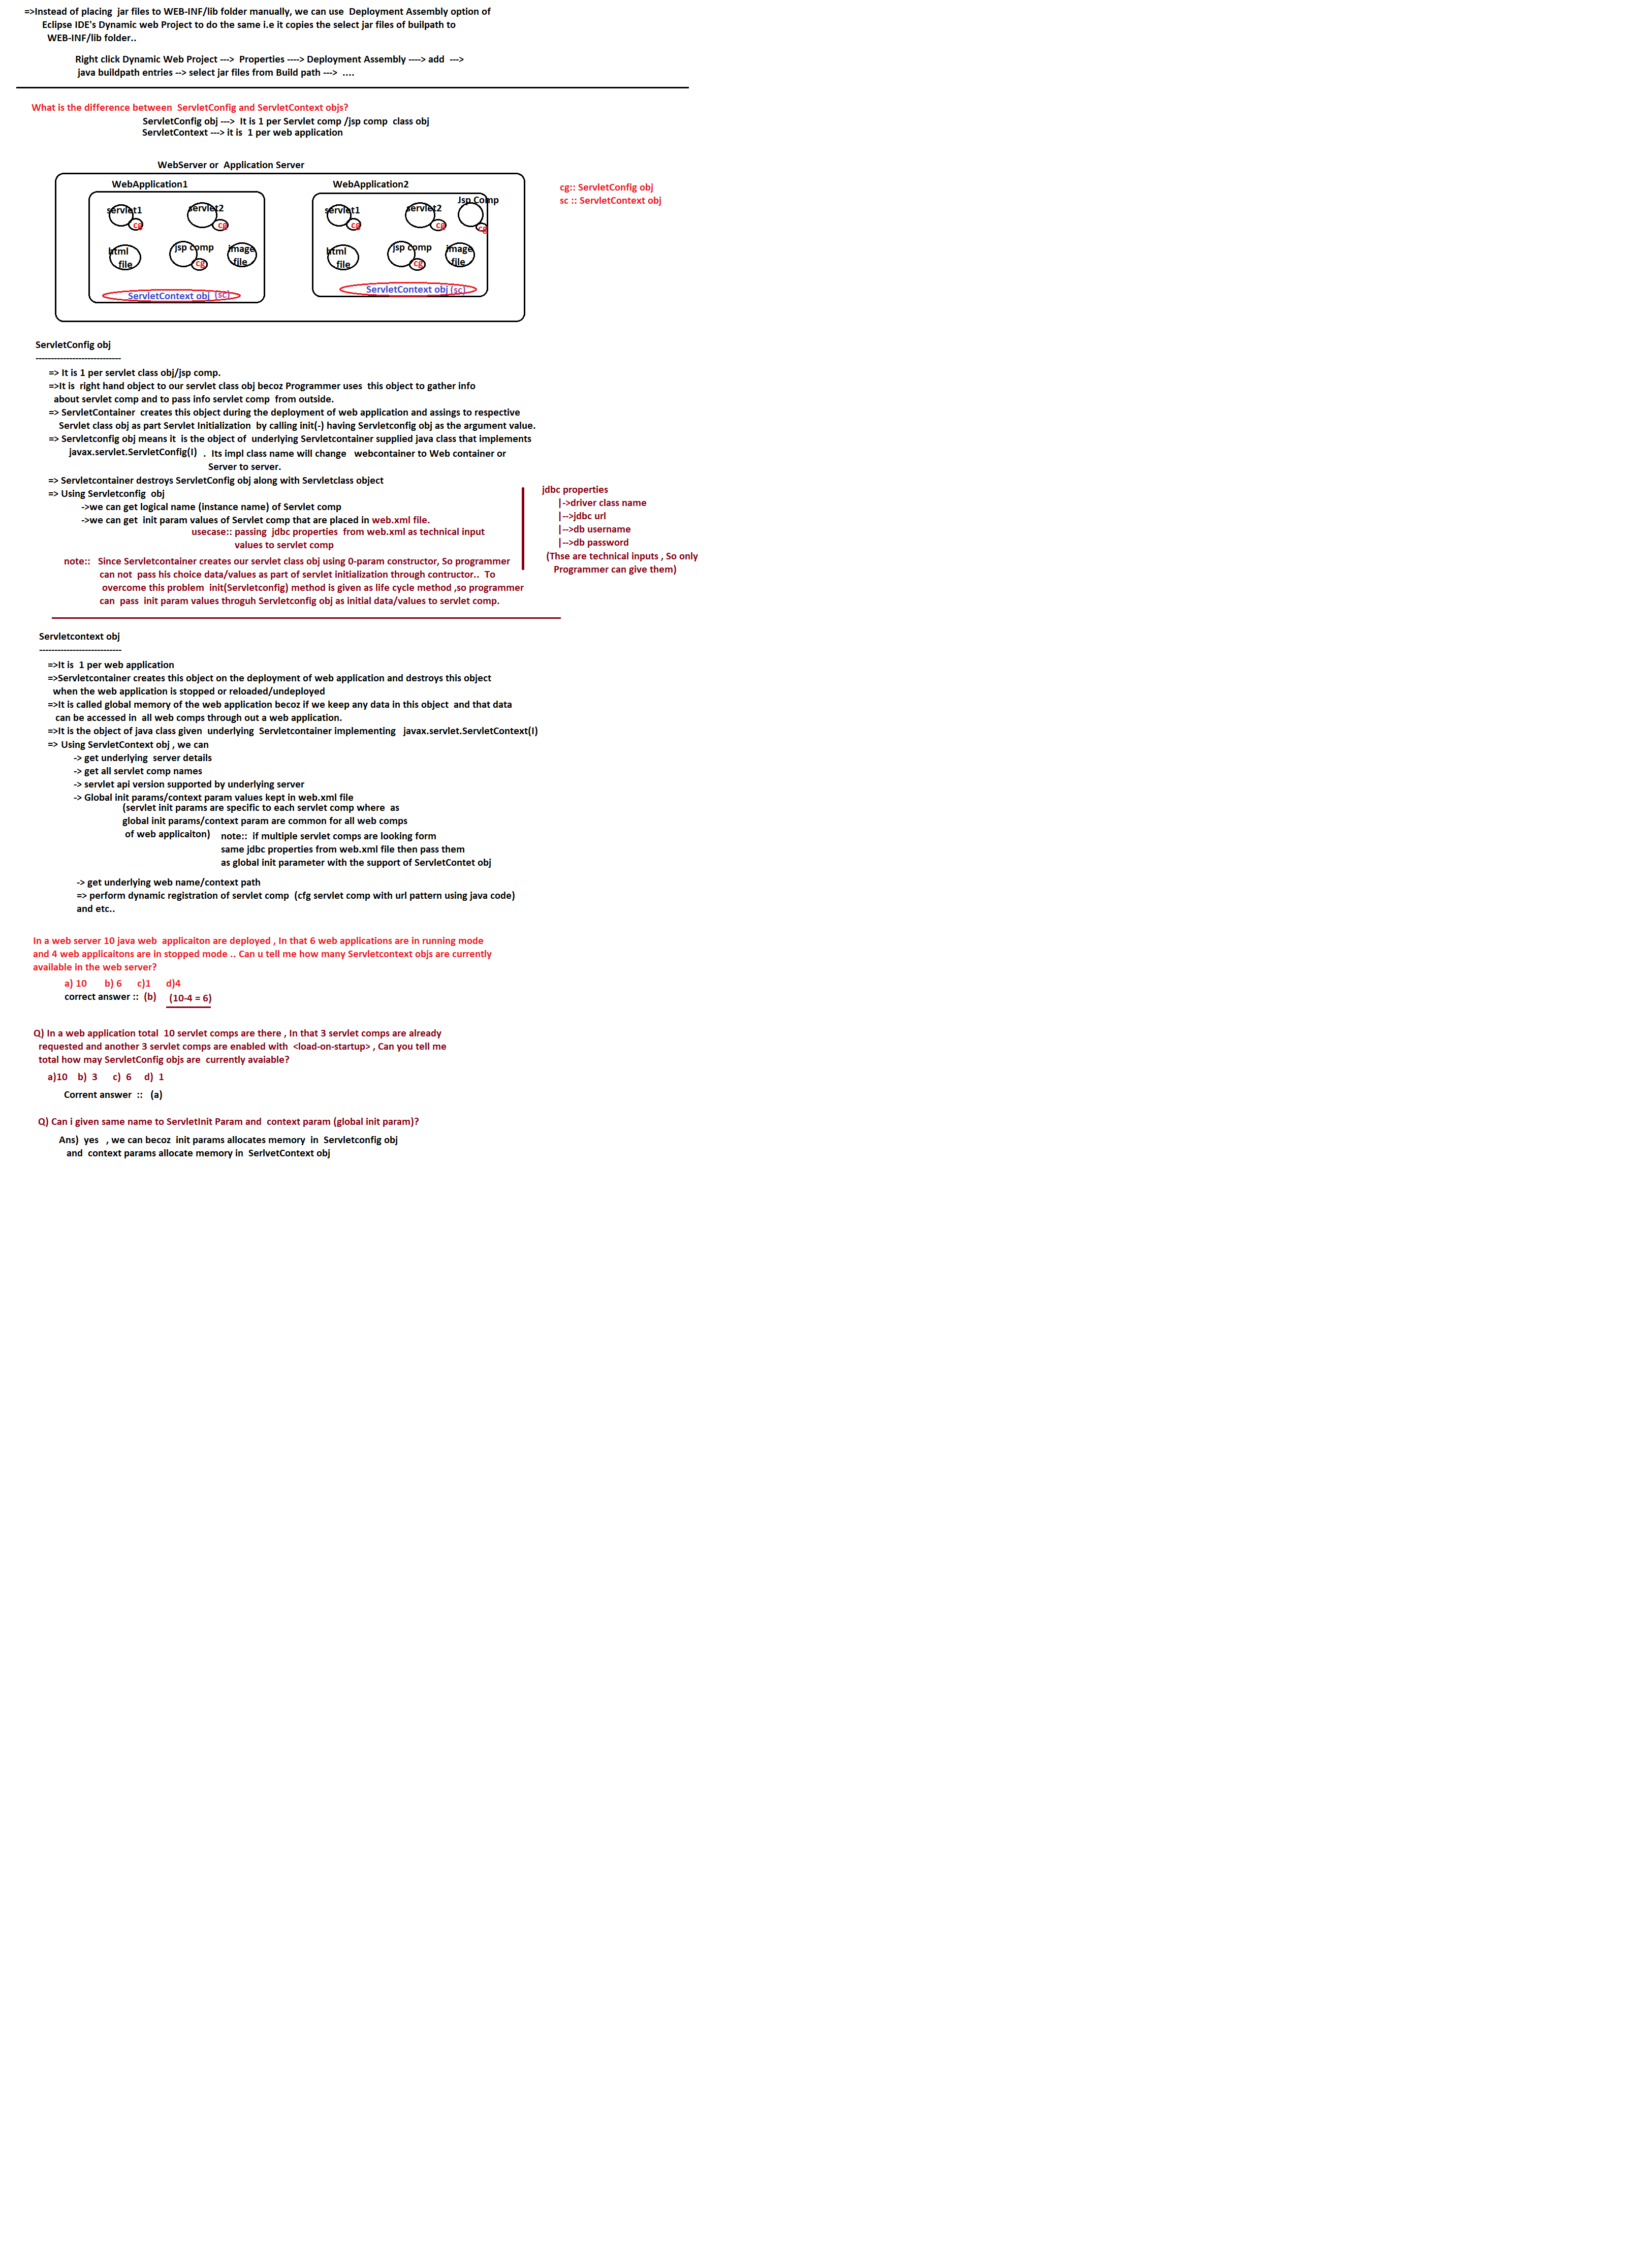 =>Instead of placing  jar files to WEB-INF/lib folder manually, we can use  Deployment Assembly option of
Eclipse IDE's Dynamic web Project to do the same i.e it copies the select jar files of builpath to
WEB-INF/lib folder..
Right click Dynamic Web Project ---> Properties ----> Deployment Assembly ----> add --->
java buildpath entries --> select jar files from Build path ---> ....
What is the difference between  ServletConfig and ServletContext objs?
ServletConfig obj ---> It is 1 per Servlet comp /jsp comp  class obj
ServletContext ---> it is  1 per web application
WebServer or  Application Server
WebApplication1
WebApplication2
cg:: ServletConfig obj
sc :: ServletContext obj
servlet1
cg
servlet2
cg
html
file
jsp comp
cg
image
file
ServletContext obj (sc)
servlet1
cg
servlet2
cg
Jsp Comp
cg
html
file
jsp comp
cg
image
file
ServletContext obj (sc)
ServletConfig obj
----------------------------
=> It is 1 per servlet class obj/jsp comp.
=>It is  right hand object to our servlet class obj becoz Programmer uses  this object to gather info
about servlet comp and to pass info servlet comp  from outside.
=> ServletContainer  creates this object during the deployment of web application and assings to respective
Servlet class obj as part Servlet Initialization  by calling init(-) having Servletconfig obj as the argument value.
=> Servletconfig obj means it  is the object of  underlying Servletcontainer supplied java class that implements
javax.servlet.ServletConfig(I)  .  Its impl class name will change   webcontainer to Web container or
Server to server.
=> Servletcontainer destroys ServletConfig obj along with Servletclass object
=> Using Servletconfig  obj
->we can get logical name (instance name) of Servlet comp
->we can get  init param values of Servlet comp that are placed in web.xml file.
usecase:: passing  jdbc properties  from web.xml as technical input
values to servlet comp
jdbc properties
|->driver class name
|-->jdbc url
|-->db username
|-->db password
(Thse are technical inputs , So only
Programmer can give them)
note::   Since Servletcontainer creates our servlet class obj using 0-param constructor, So programmer
can not  pass his choice data/values as part of servlet initialization through contructor..  To
overcome this problem  init(Servletconfig) method is given as life cycle method ,so programmer
can  pass  init param values throguh Servletconfig obj as initial data/values to servlet comp.
Servletcontext obj
---------------------------
=>It is  1 per web application
=>Servletcontainer creates this object on the deployment of web application and destroys this object
when the web application is stopped or reloaded/undeployed
=>It is called global memory of the web application becoz if we keep any data in this object  and that data
can be accessed in  all web comps through out a web application.
=>It is the object of java class given  underlying  Servletcontainer implementing   javax.servlet.ServletContext(I)
=> Using ServletContext obj , we can
-> get underlying  server details
-> get all servlet comp names
-> servlet api version supported by underlying server
-> Global init params/context param values kept in web.xml file
(servlet init params are specific to each servlet comp where  as
global init params/context param are common for all web comps
of web applicaiton)
note::  if multiple servlet comps are looking form
same jdbc properties from web.xml file then pass them
as global init parameter with the support of ServletContet obj
-> get underlying web name/context path
=> perform dynamic registration of servlet comp  (cfg servlet comp with url pattern using java code)
and etc..
In a web server 10 java web  applicaiton are deployed , In that 6 web applications are in running mode
and 4 web applicaitons are in stopped mode .. Can u tell me how many Servletcontext objs are currently
available in the web server?
a) 10   b) 6   c)1   d)4
correct answer ::  (b)   (10-4 = 6)
Q) In a web application total  10 servlet comps are there , In that 3 servlet comps are already
requested and another 3 servlet comps are enabled with  <load-on-startup> , Can you tell me
total how may ServletConfig objs are  currently avaiable?
a)10   b)  3   c)  6   d)  1
Corrent answer  ::   (a)
Q) Can i given same name to ServletInit Param and  context param (global init param)?
Ans)  yes   , we can becoz  init params allocates memory  in  Servletconfig obj
and  context params allocate memory in  SerlvetContext obj